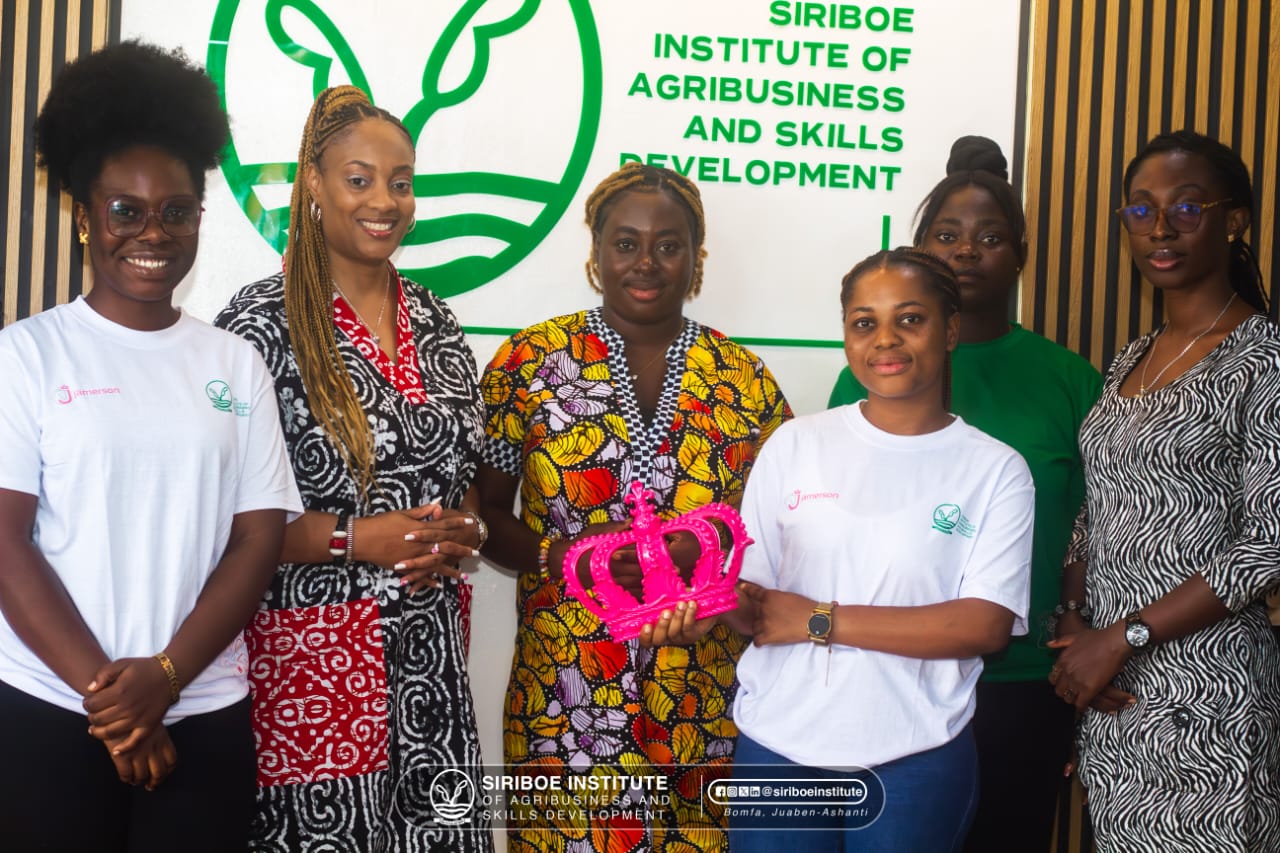 SIRIBOE
INSTITUTE OF
AGRIBUSINESS
AND SKILLS
DEVELOPMENT
jamerson
jamerson
SIRIBOE INSTITUTE
OF AGRIBUSINESS AND
SKILLS DEVELOPMENT
@siriboeinstitute
Bomfa, Juaben-Ashanti